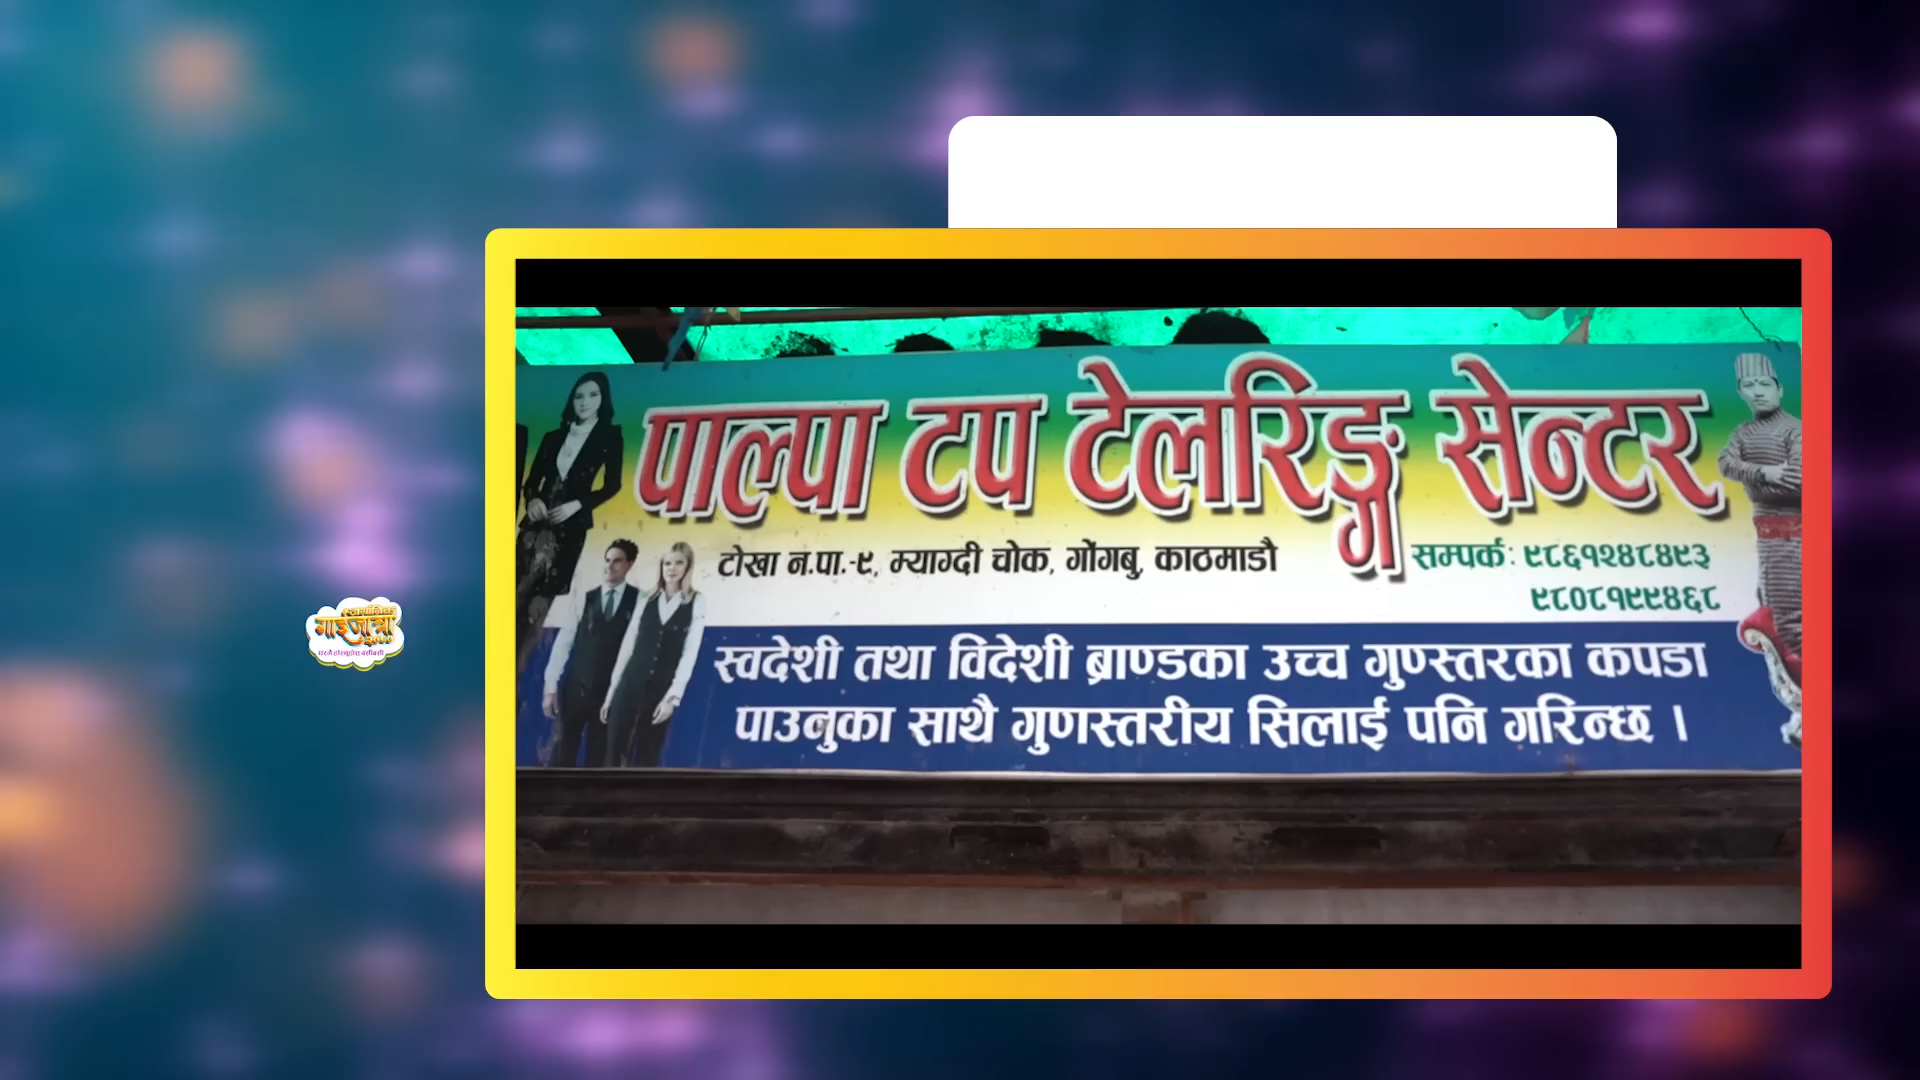 पाल्पा टप टेलरिङ्ग सेन्टर
टोखा न.पा.-९, म्याग्दी चोक, गोंगबु, काठमाडौ
सम्पर्क: ९८६१२४८४९३
९८०८१९९४६८
स्वदेशी तथा विदेशी ब्राण्डका उच्च गुणस्तरका कपडा
पाउनुका साथै गुणस्तरीय सिलाई पनि गरिन्छ ।
गाईजात्रा